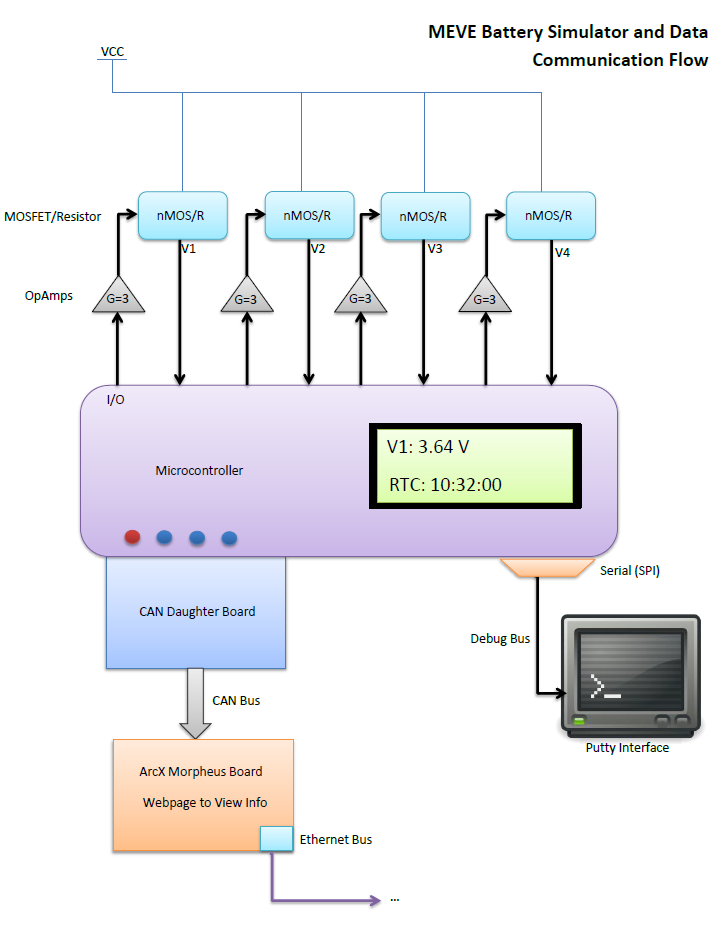 MEVE Battery Simulator and Data
Communication Flow
VCC
MOSFET/Resistor
nMOS/R
nMOS/R
nMOS/R
nMOS/R
V1
V2
V3
V4
OpAmps
G=3
G=3
G=3
G=3
I/O
Microcontroller
V1: 3.64 V
RTC: 10:32:00
Serial (SPI)
CAN Daughter Board
Debug Bus
>_
CAN Bus
Putty Interface
ArcX Morpheus Board
Webpage to View Info
Ethernet Bus
...